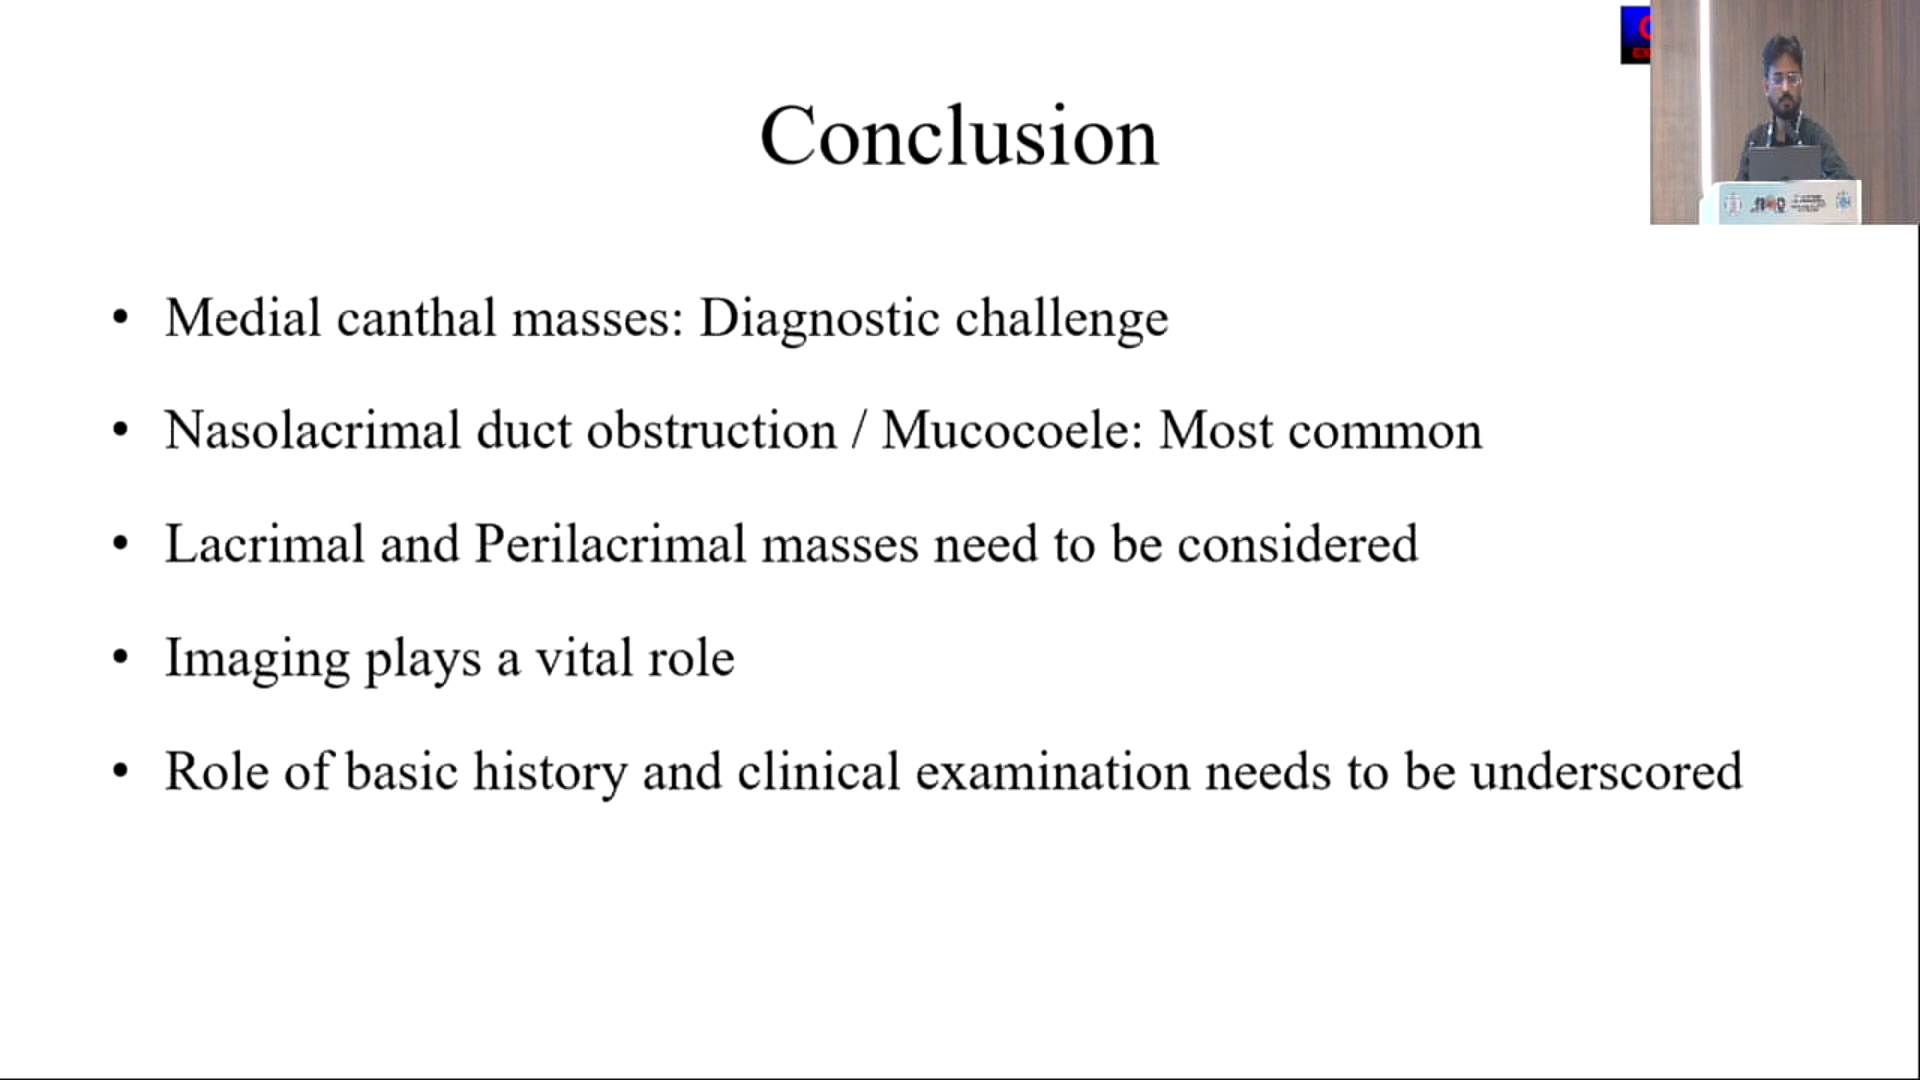 Conclusion
• Medial canthal masses: Diagnostic challenge
• Nasolacrimal duct obstruction / Mucocoele: Most common
• Lacrimal and Perilacrimal masses need to be considered
• Imaging plays a vital role
• Role of basic history and clinical examination needs to be underscored